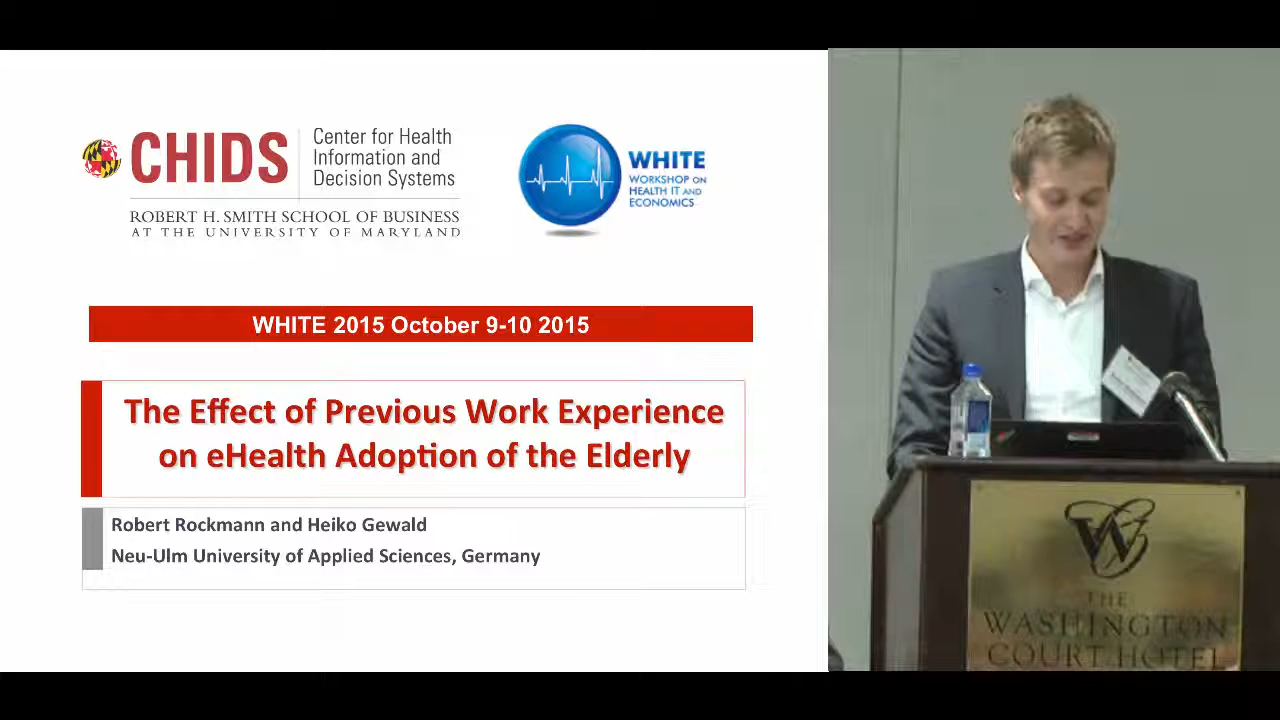 CHIDS
Center for Health
Information and
Decision Systems
ROBERT H. SMITH SCHOOL OF BUSINESS
AT THE UNIVERSITY OF MARYLAND
WHITE
WORKSHOP ON
HEALTH IT AND
ECONOMICS
WHITE 2015 October 9-10 2015
The Effect of Previous Work Experience
on eHealth Adoption of the Elderly
Robert Rockmann and Heiko Gewald
Neu-Ulm University of Applied Sciences, Germany
W
THE
WASHINGTON
COURT HOTEL